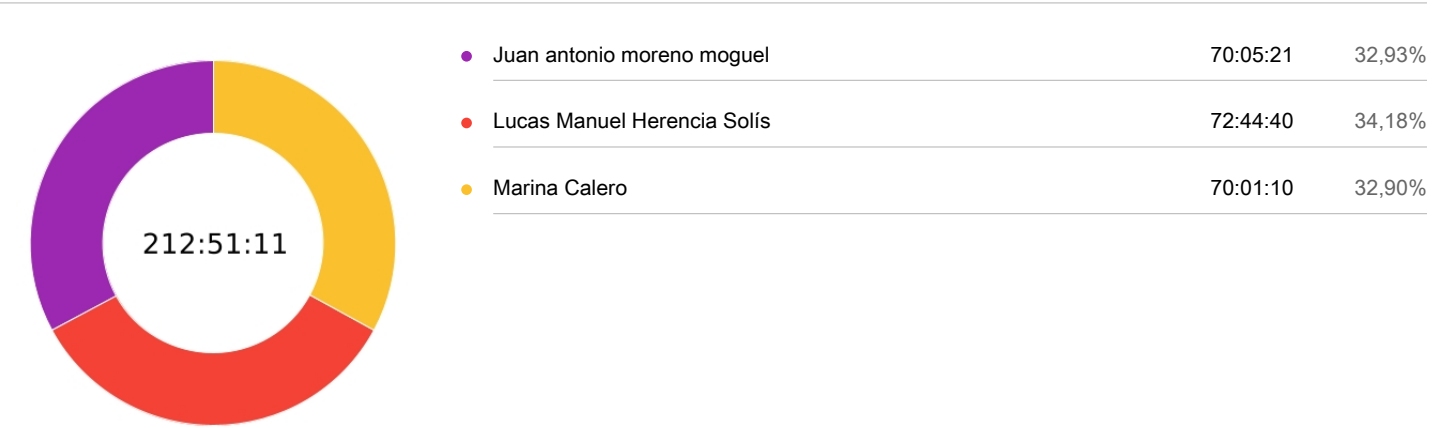 Juan antonio moreno moguel 70:05:21 32,93%
Lucas Manuel Herencia Solís 72:44:40 34,18%
Marina Calero 70:01:10 32,90%
212:51:11